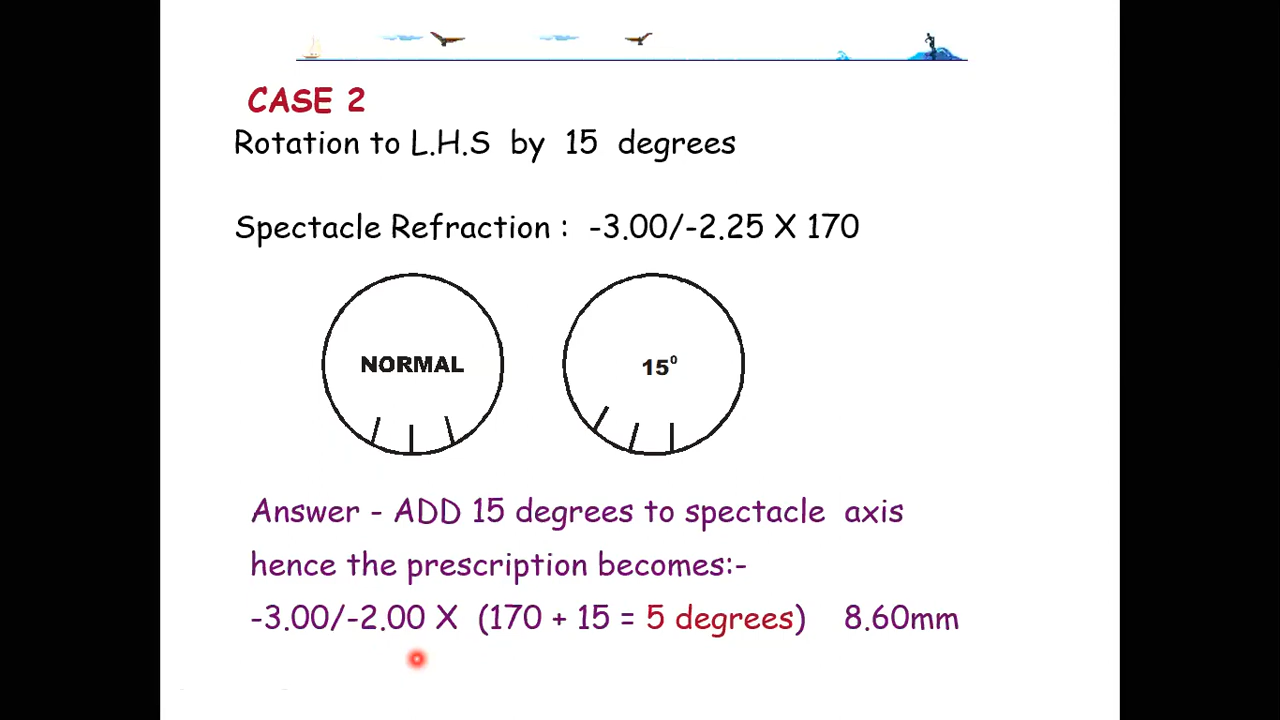 CASE 2
Rotation to L.H.S by 15 degrees
Spectacle Refraction : -3.00/-2.25 X 170
NORMAL
15⁰
Answer - ADD 15 degrees to spectacle axis
hence the prescription becomes:-
-3.00/-2.00 X (170 + 15 = 5 degrees) 8.60mm